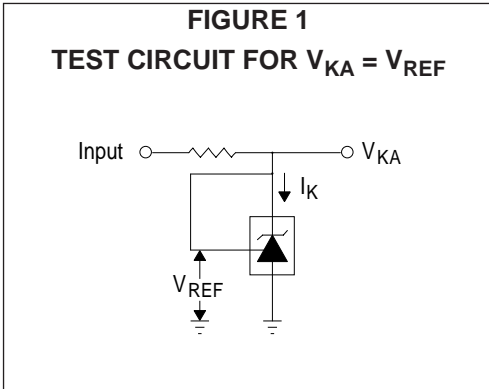 FIGURE 1
TEST CIRCUIT FOR VKA = VREF
Input
VKA
IK
VREF